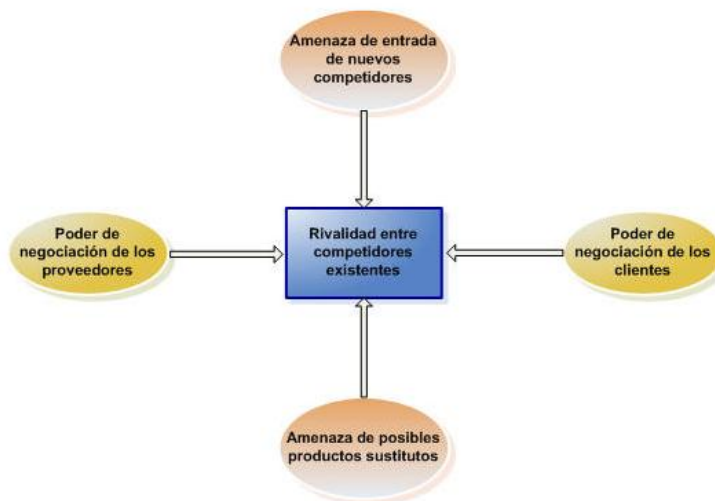 Amenaza de entrada
de nuevos
competidores
Poder de
negociación de los
proveedores
Rivalidad entre
competidores
existentes
Poder de
negociación de los
clientes
Amenaza de posibles
productos sustitutos